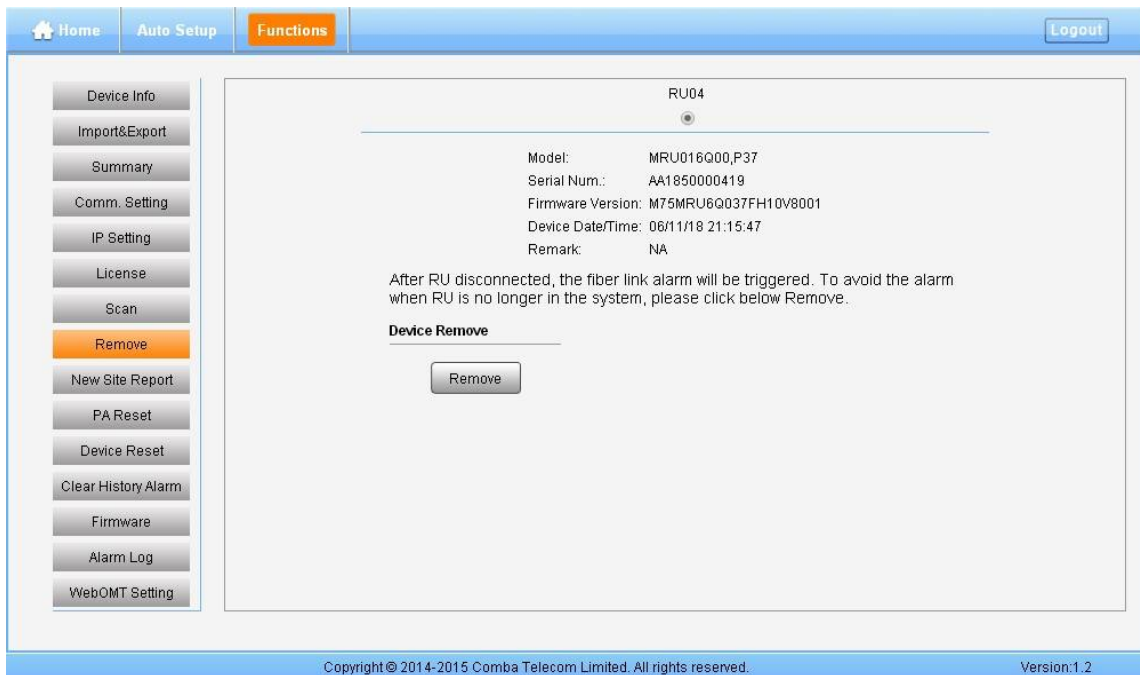 Home Auto Setup Functions Logout
Device Info
Import&Export
Summary
Comm. Setting
IP Setting
License
Scan
Remove
New Site Report
PA Reset
Device Reset
Clear History Alarm
Firmware
Alarm Log
WebOMT Setting
RU04
Model: MRU016Q00,P37
Serial Num.: AA1850000419
Firmware Version: M75MRU6Q037FH10V8001
Device Date/Time: 06/11/18 21:15:47
Remark: NA
After RU disconnected, the fiber link alarm will be triggered. To avoid the alarm
when RU is no longer in the system, please click below Remove.
Device Remove
Remove
Copyright © 2014-2015 Comba Telecom Limited. All rights reserved. Version:1.2